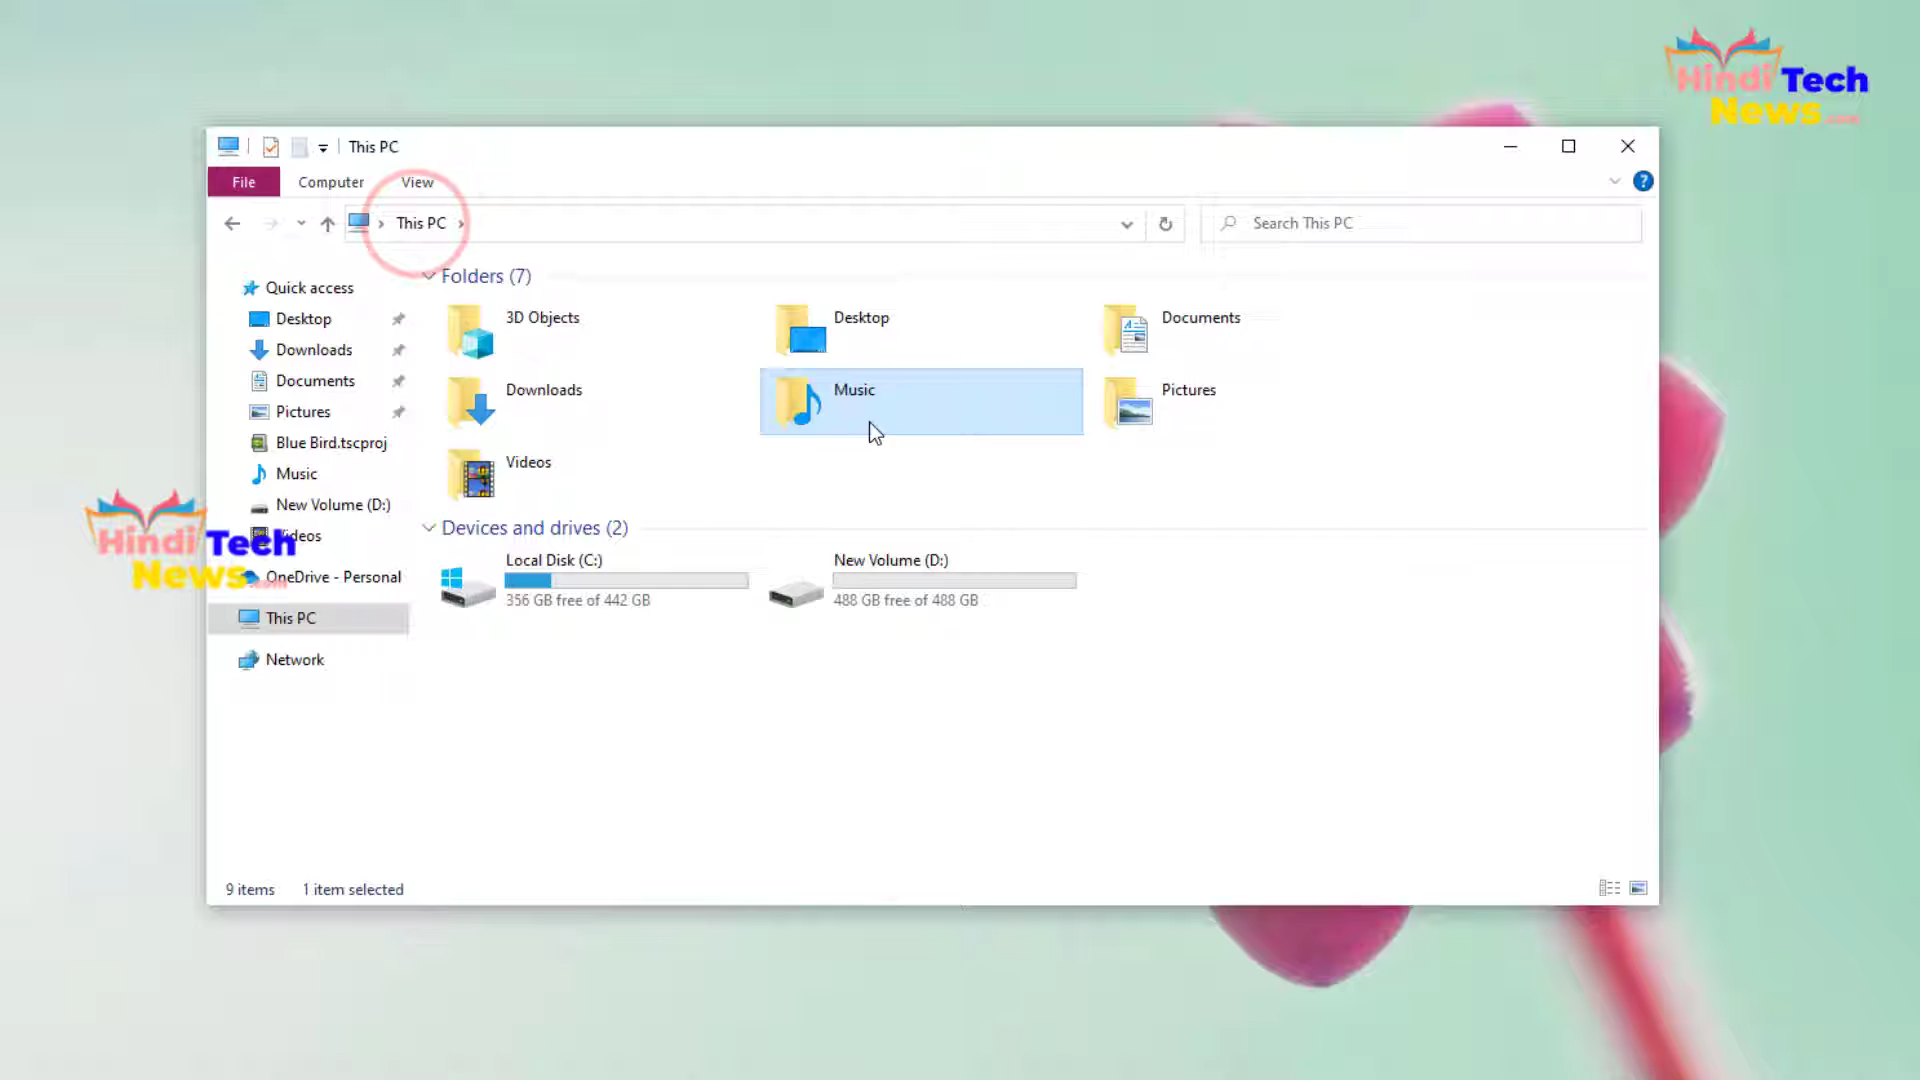 Hindi Tech
News.com
This PC
File Computer View
This PC
Search This PC
Quick access
Desktop
Downloads
Documents
Pictures
Blue Bird.tscproj
Music
New Volume (D:)
Hindi Tech
News.com
OneDrive - Personal
This PC
Network
Folders (7)
3D Objects
Desktop
Documents
Downloads
Music
Pictures
Videos
Devices and drives (2)
Local Disk (C:)
356 GB free of 442 GB
New Volume (D:)
488 GB free of 488 GB
9 items 1 item selected